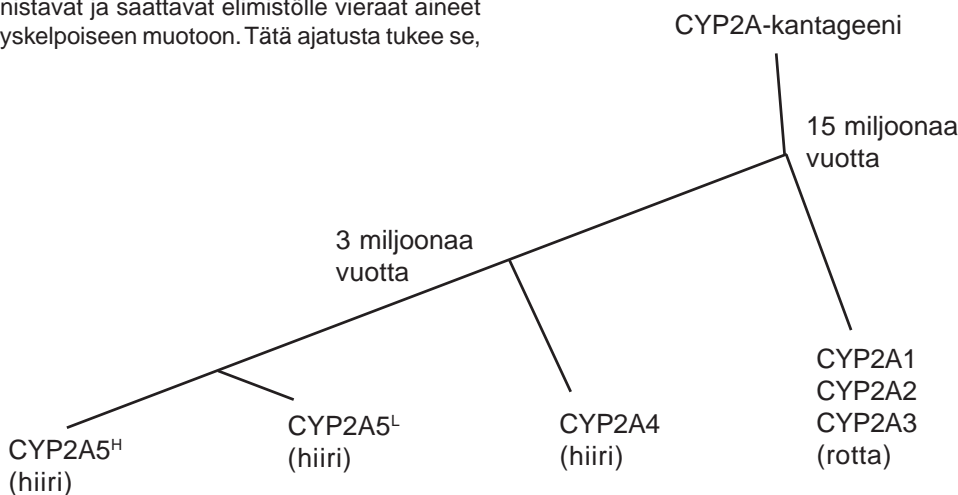 nistavat ja saattavat elimistölle vieraat aineet
yskelpoiseen muotoon. Tätä ajatusta tukee se,
CYP2A-kantageeni
15 miljoonaa
vuotta
3 miljoonaa
vuotta
CYP2A5ᴴ
(hiiri)
CYP2A5ᴸ
(hiiri)
CYP2A4
(hiiri)
CYP2A1
CYP2A2
CYP2A3
(rotta)